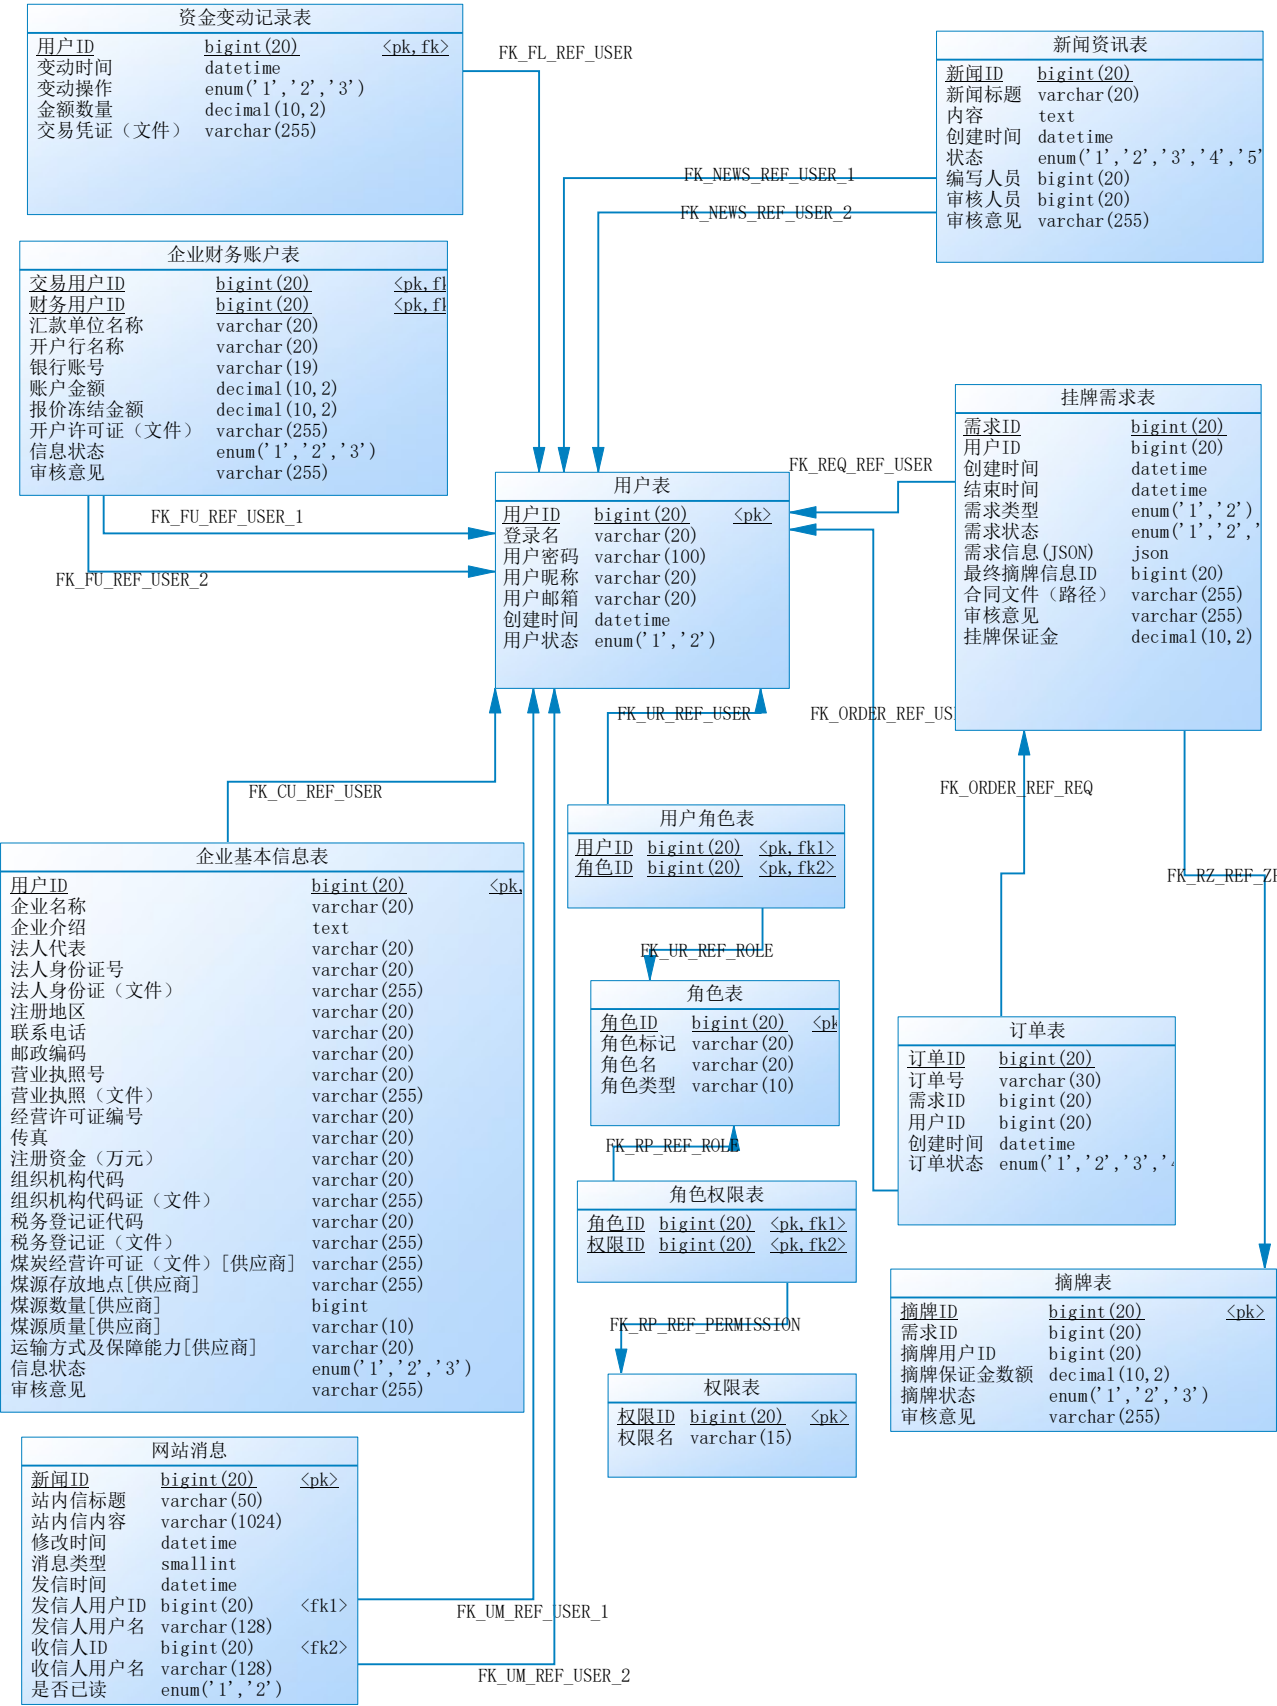 资金变动记录表
用户ID bigint(20) <pk,fk>
变动时间 datetime
变动操作 enum('1','2','3')
金额数量 decimal(10,2)
交易凭证（文件） varchar(255)
FK_FL_REF_USER
新闻资讯表
新闻ID bigint(20)
新闻标题 varchar(20)
内容 text
创建时间 datetime
状态 enum('1','2','3','4','5'
编写人员 bigint(20)
审核人员 bigint(20)
审核意见 varchar(255)
FK_NEWS_REF_USER_1
FK_NEWS_REF_USER_2
企业财务账户表
交易用户ID bigint(20) <pk,fk
财务用户ID bigint(20) <pk,fk
汇款单位名称 varchar(20)
开户行名称 varchar(20)
银行账号 varchar(19)
账户金额 decimal(10,2)
报价冻结金额 decimal(10,2)
开户许可证（文件） varchar(255)
信息状态 enum('1','2','3')
审核意见 varchar(255)
FK_FU_REF_USER_1
FK_FU_REF_USER_2
用户表
用户ID bigint(20) <pk>
登录名 varchar(20)
用户密码 varchar(100)
用户昵称 varchar(20)
用户邮箱 varchar(20)
创建时间 datetime
用户状态 enum('1','2')
FK_REQ_REF_USER
挂牌需求表
需求ID bigint(20)
用户ID bigint(20)
创建时间 datetime
结束时间 datetime
需求类型 enum('1','2')
需求状态 enum('1','2','
需求信息(JSON) json
最终摘牌信息ID bigint(20)
合同文件（路径） varchar(255)
审核意见 varchar(255)
挂牌保证金 decimal(10,2)
FK_UR_REF_USER
FK_ORDER_REF_US
FK_CU_REF_USER
FK_ORDER_REF_REQ
用户角色表
用户ID bigint(20) <pk,fk1>
角色ID bigint(20) <pk,fk2>
FK_RZ_REF_ZP
企业基本信息表
用户ID bigint(20) <pk,
企业名称 varchar(20)
企业介绍 text
法人代表 varchar(20)
法人身份证号 varchar(20)
法人身份证（文件） varchar(255)
注册地区 varchar(20)
联系电话 varchar(20)
邮政编码 varchar(20)
营业执照号 varchar(20)
营业执照（文件） varchar(255)
经营许可证编号 varchar(20)
传真 varchar(20)
注册资金（万元） varchar(20)
组织机构代码 varchar(20)
组织机构代码证（文件） varchar(255)
税务登记证代码 varchar(20)
税务登记证（文件） varchar(255)
煤炭经营许可证（文件）[供应商] varchar(255)
煤源存放地点[供应商] varchar(255)
煤源数量[供应商] bigint
煤源质量[供应商] varchar(10)
运输方式及保障能力[供应商] varchar(20)
信息状态 enum('1','2','3')
审核意见 varchar(255)
FK_UR_REF_ROLE
角色表
角色ID bigint(20) <pk
角色标记 varchar(20)
角色名 varchar(20)
角色类型 varchar(10)
FK_RP_REF_ROLE
订单表
订单ID bigint(20)
订单号 varchar(30)
需求ID bigint(20)
用户ID bigint(20)
创建时间 datetime
订单状态 enum('1','2','3','4
角色权限表
角色ID bigint(20) <pk,fk1>
权限ID bigint(20) <pk,fk2>
FK_RP_REF_PERMISSION
摘牌表
摘牌ID bigint(20) <pk>
需求ID bigint(20)
摘牌用户ID bigint(20)
摘牌保证金数额 decimal(10,2)
摘牌状态 enum('1','2','3')
审核意见 varchar(255)
权限表
权限ID bigint(20) <pk>
权限名 varchar(15)
网站消息
新闻ID bigint(20) <pk>
站内信标题 varchar(50)
站内信内容 varchar(1024)
修改时间 datetime
消息类型 smallint
发信时间 datetime
发信人用户ID bigint(20) <fk1>
发信人用户名 varchar(128)
收信人ID bigint(20) <fk2>
收信人用户名 varchar(128)
是否已读 enum('1','2')
FK_UM_REF_USER_1
FK_UM_REF_USER_2